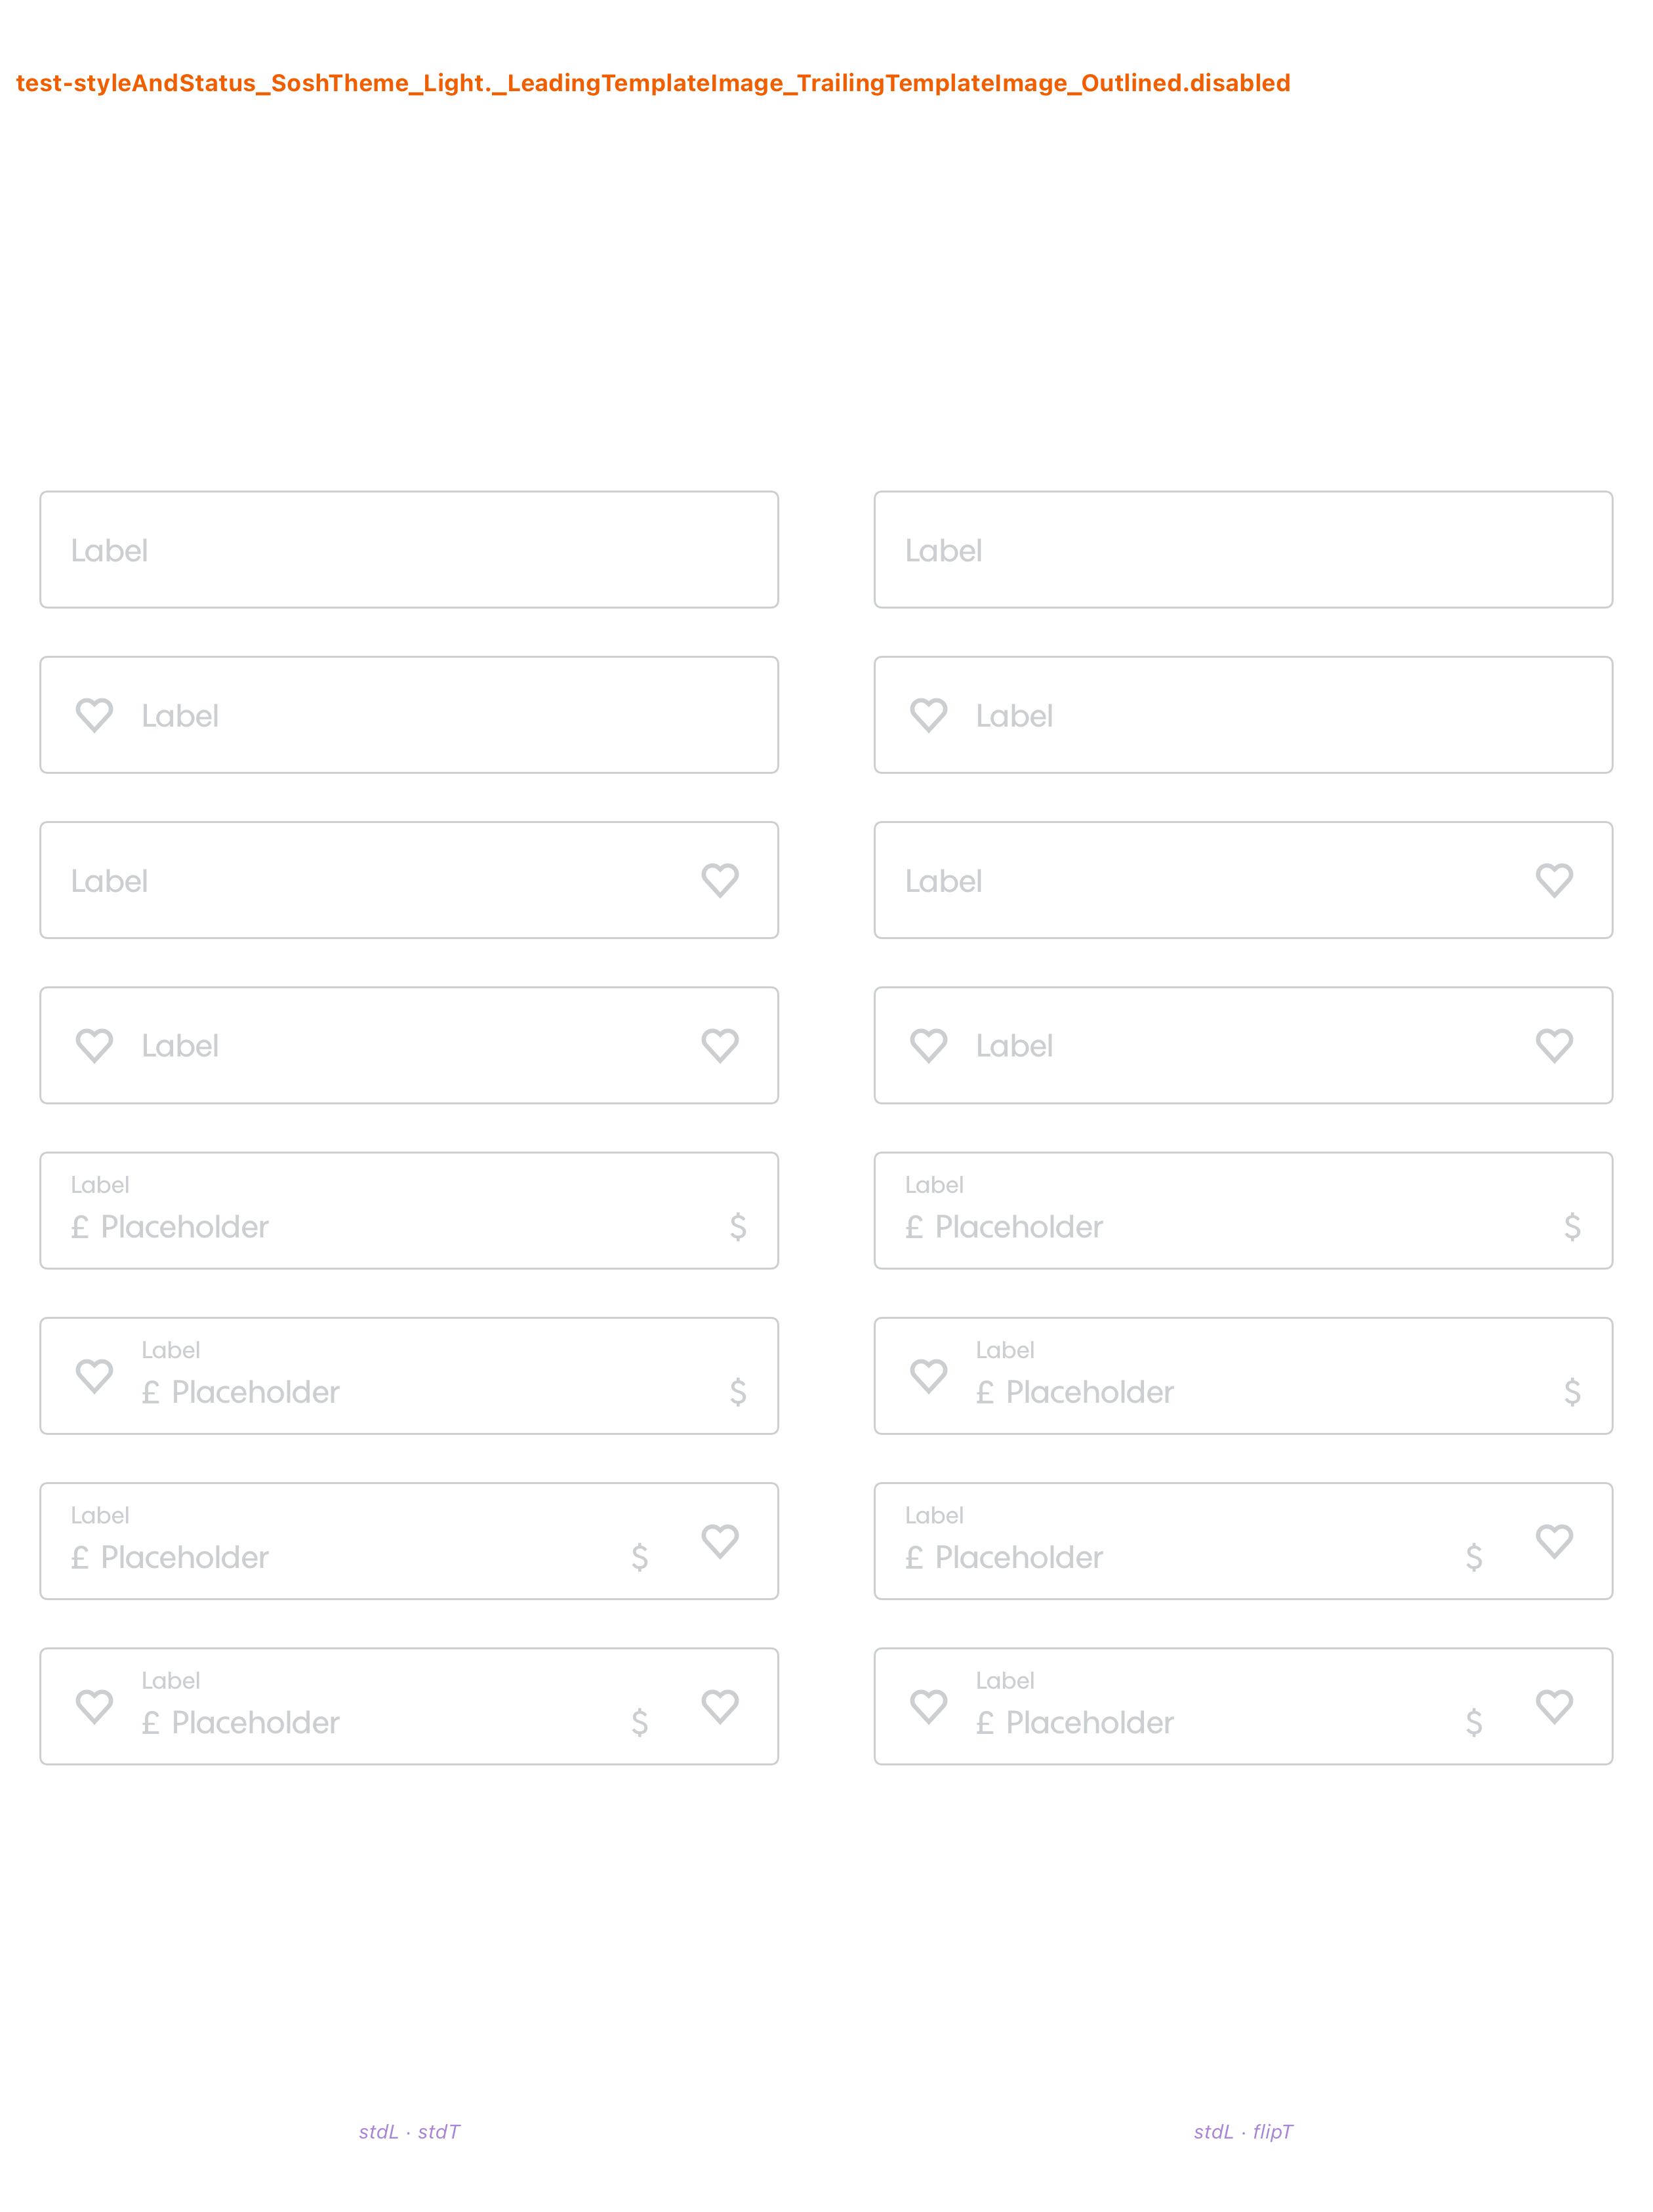 test-styleAndStatus_SoshTheme_Light._LeadingTemplateImage_TrailingTemplateImage_Outlined.disabled
Label
Label
Label
Label
Label
Label
Label
Label
Label
Label
£ Placeholder $
£ Placeholder $
Label
Label
£ Placeholder $
£ Placeholder $
Label
Label
£ Placeholder $
£ Placeholder $
Label
Label
£ Placeholder $
£ Placeholder $
stdL · stdT
stdL · flipT